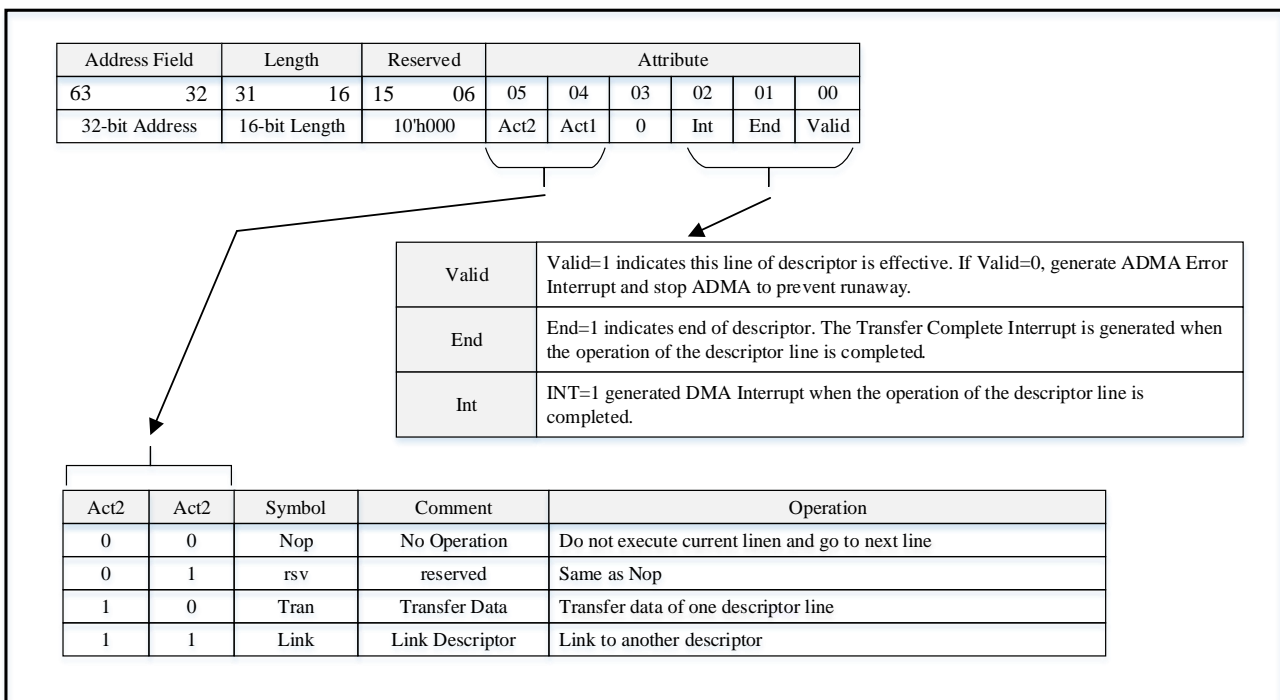 Address Field Length Reserved Attribute
63 32 31 16 15 06 05 04 03 02 01 00
32-bit Address 16-bit Length 10'h000 Act2 Act1 0 Int End Valid
Valid
Valid=1 indicates this line of descriptor is effective. If Valid=0, generate ADMA Error
Interrupt and stop ADMA to prevent runaway.
End
End=1 indicates end of descriptor. The Transfer Complete Interrupt is generated when
the operation of the descriptor line is completed.
Int
INT=1 generated DMA Interrupt when the operation of the descriptor line is
completed.
Act2 Act2 Symbol Comment Operation
0 0 Nop No Operation Do not execute current linen and go to next line
0 1 rsv reserved Same as Nop
1 0 Tran Transfer Data Transfer data of one descriptor line
1 1 Link Link Descriptor Link to another descriptor